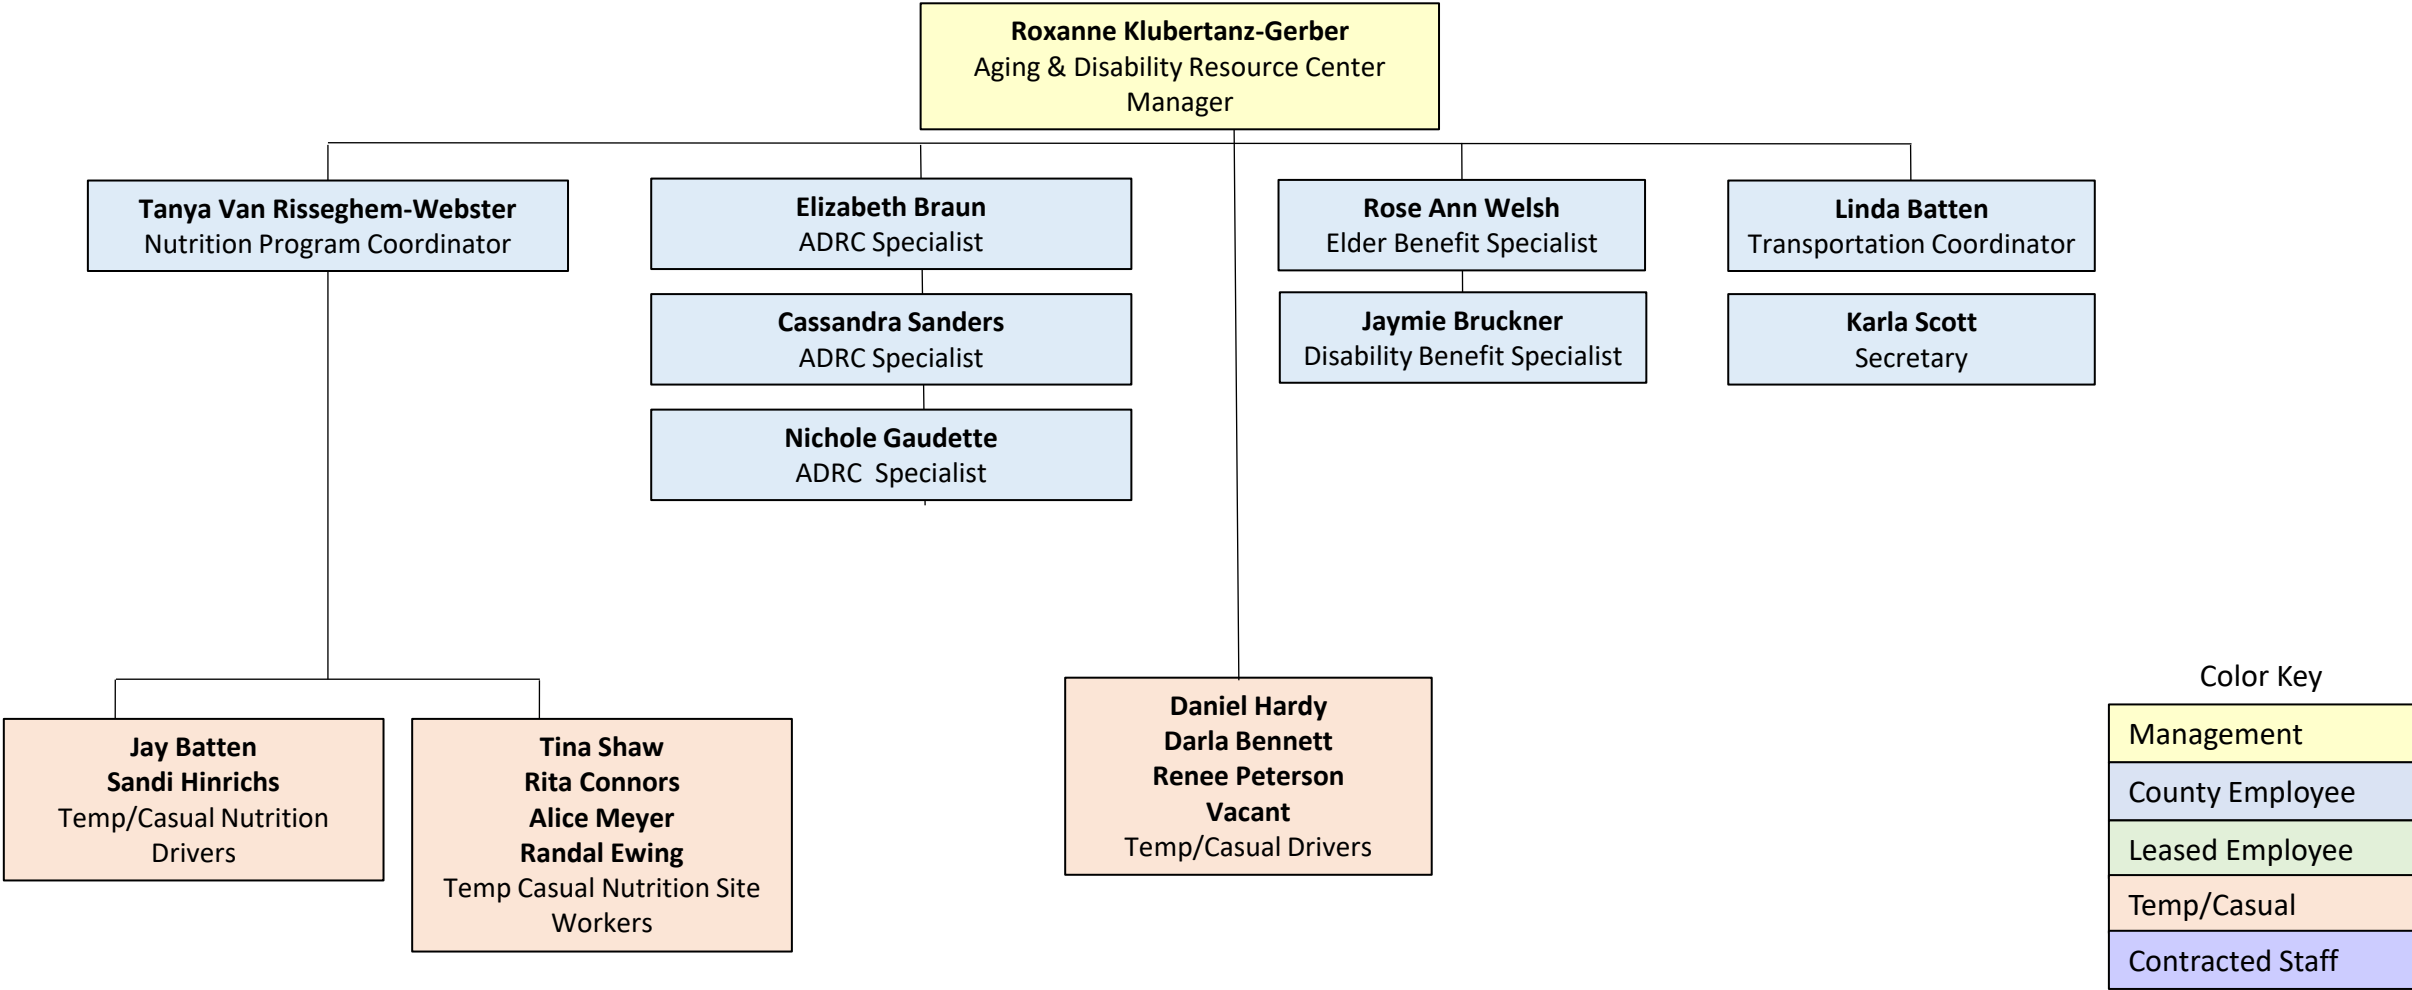 Roxanne Klubertanz-Gerber
Aging & Disability Resource Center
Manager
Tanya Van Risseghem-Webster
Nutrition Program Coordinator
Elizabeth Braun
ADRC Specialist
Cassandra Sanders
ADRC Specialist
Nichole Gaudette
ADRC  Specialist
Rose Ann Welsh
Elder Benefit Specialist
Jaymie Bruckner
Disability Benefit Specialist
Linda Batten
Transportation Coordinator
Karla Scott
Secretary
Jay Batten
Sandi Hinrichs
Temp/Casual Nutrition
Drivers
Tina Shaw
Rita Connors
Alice Meyer
Randal Ewing
Temp Casual Nutrition Site
Workers
Daniel Hardy
Darla Bennett
Renee Peterson
Vacant
Temp/Casual Drivers
Color Key
Management
County Employee
Leased Employee
Temp/Casual
Contracted Staff